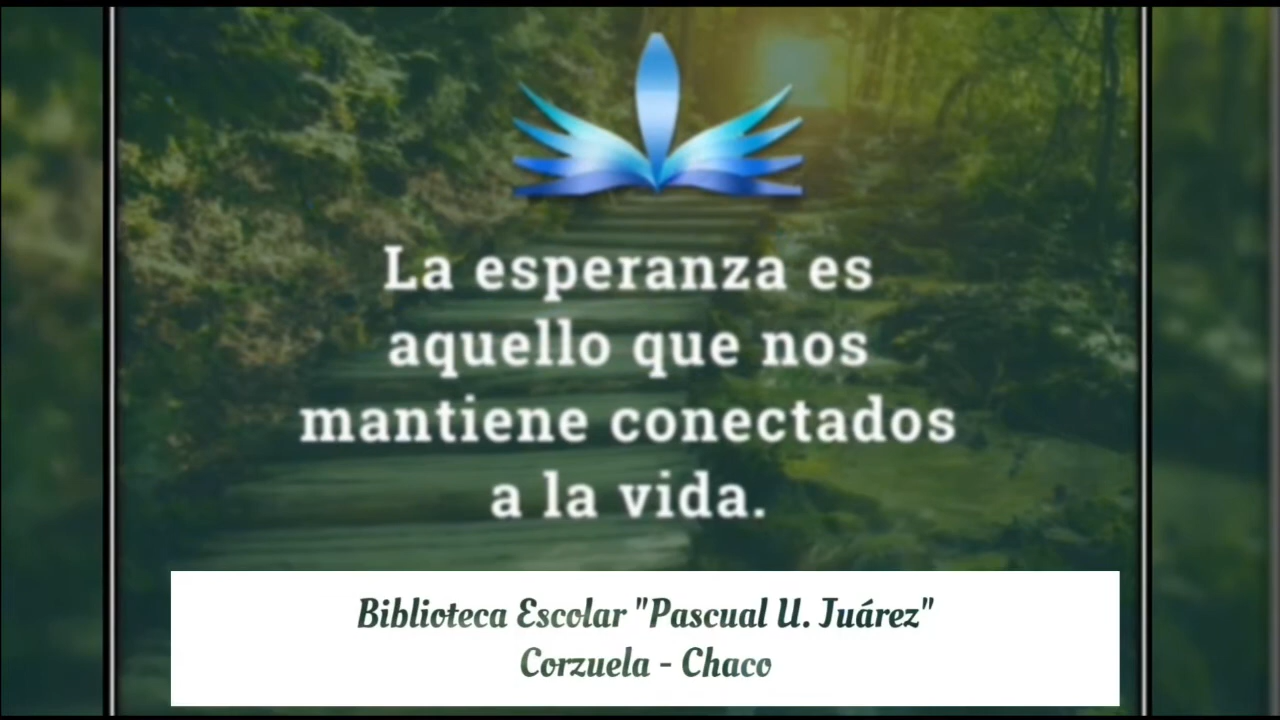 La esperanza es
aquello que nos
mantiene conectados
a la vida.
Biblioteca Escolar "Pascual U. Juárez"
Corzuela - Chaco